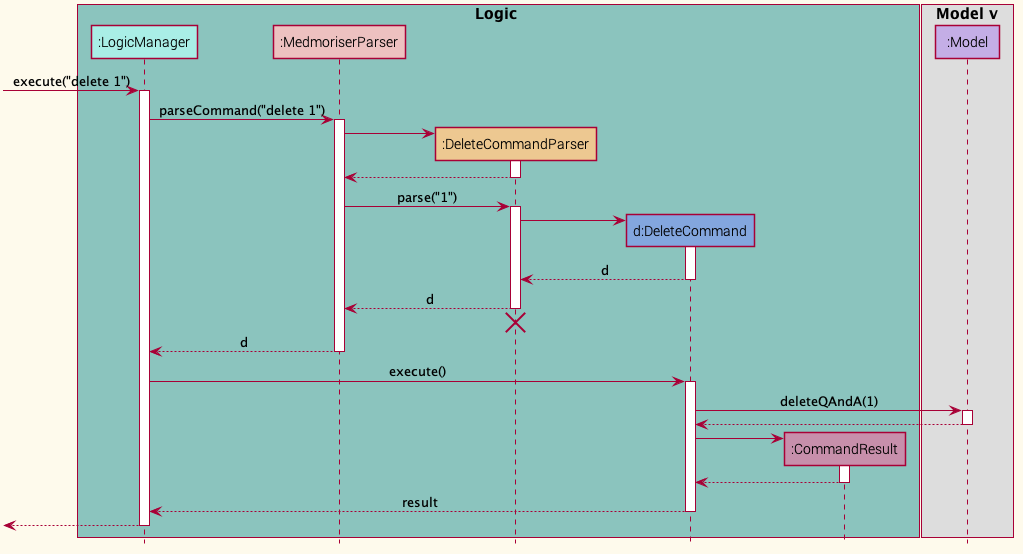 Logic
Model v
:LogicManager
:MedmoriserParser
:Model
execute("delete 1")
parseCommand("delete 1")
:DeleteCommandParser
parse("1")
d:DeleteCommand
d
d
d
execute()
deleteQAndA(1)
:CommandResult
result